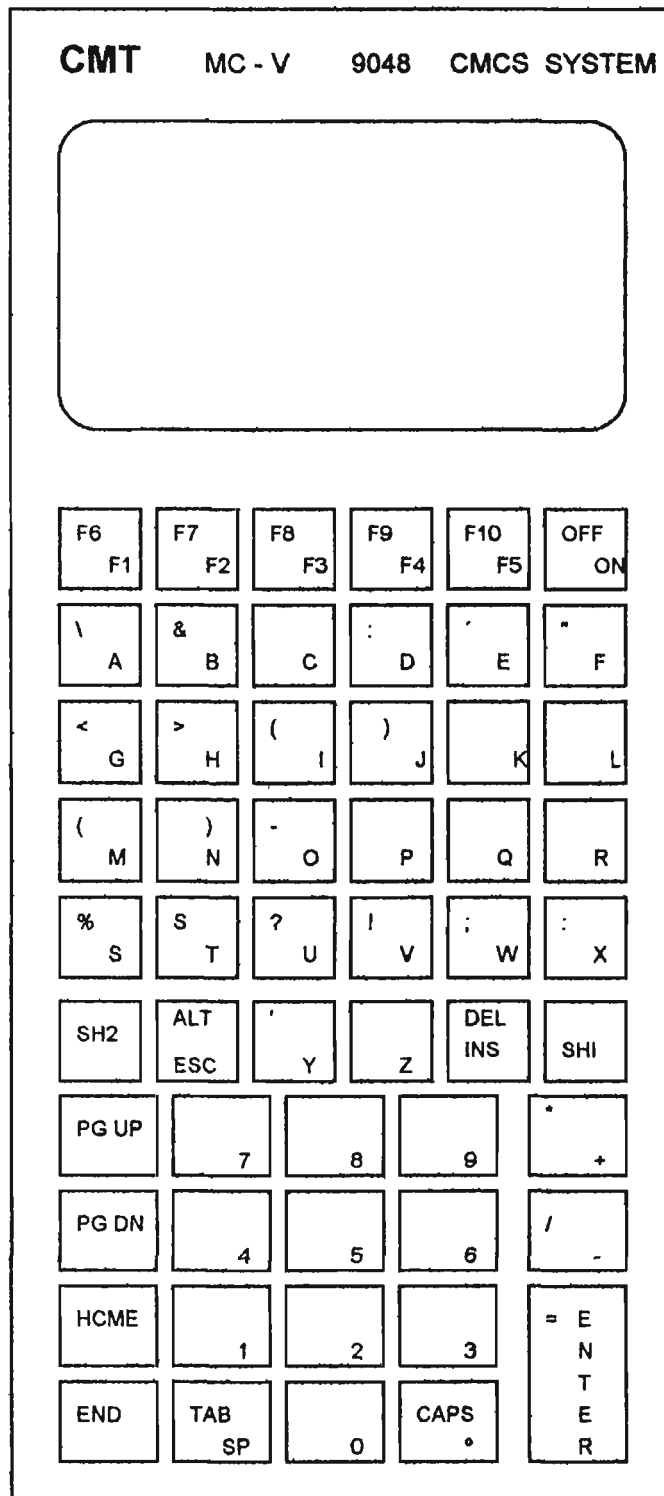 CMT MC - V 9048 CMCS SYSTEM
F6 F7 F8 F9 F10 OFF
F1 F2 F3 F4 F5 ON
\ & : ´ "
A B C D E F
< > ( )
G H I J K L
( ) -
M N O P Q R
% S ? ! ; :
S T U V W X
SH2 ALT ' DEL
ESC Y Z INS SHI
PG UP *
7 8 9 +
PG DN /
4 5 6 -
HCME = E
1 2 3 N
T
END TAB CAPS E
SP 0 ° R